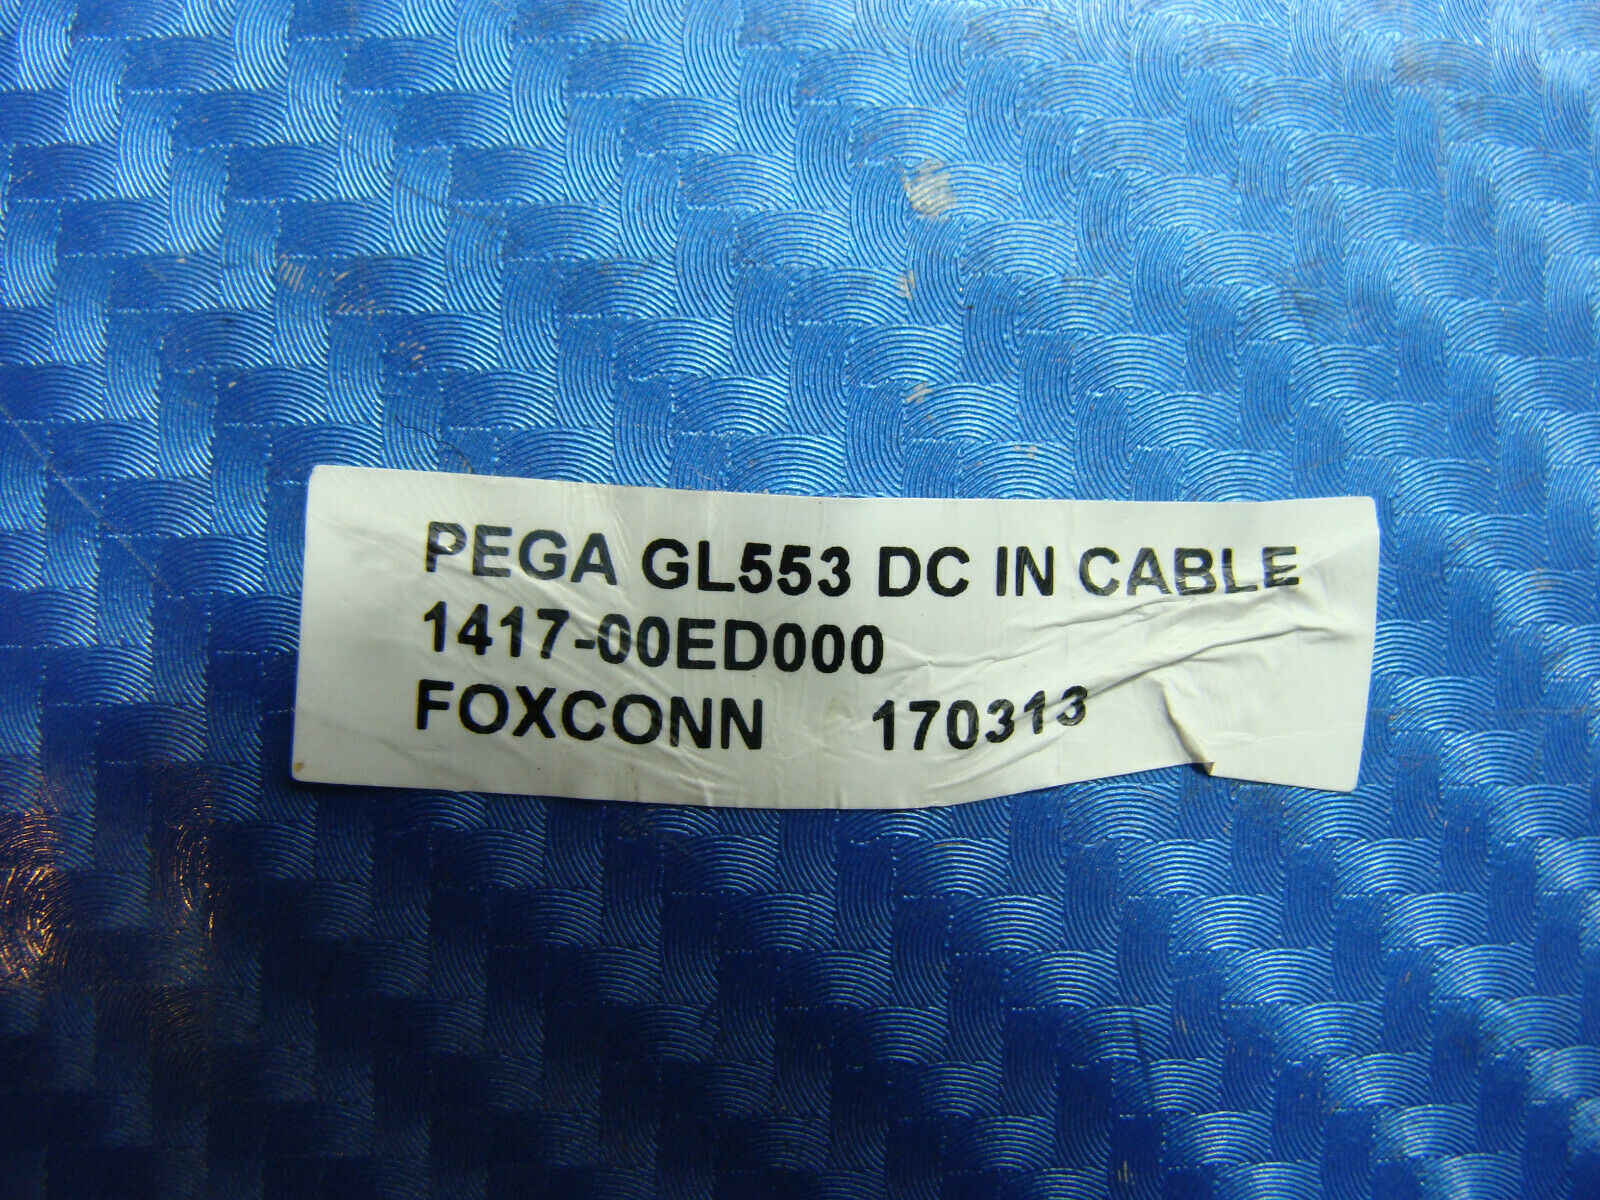 PEGA GL553 DC IN CABLE
1417-00ED000
FOXCONN 170313